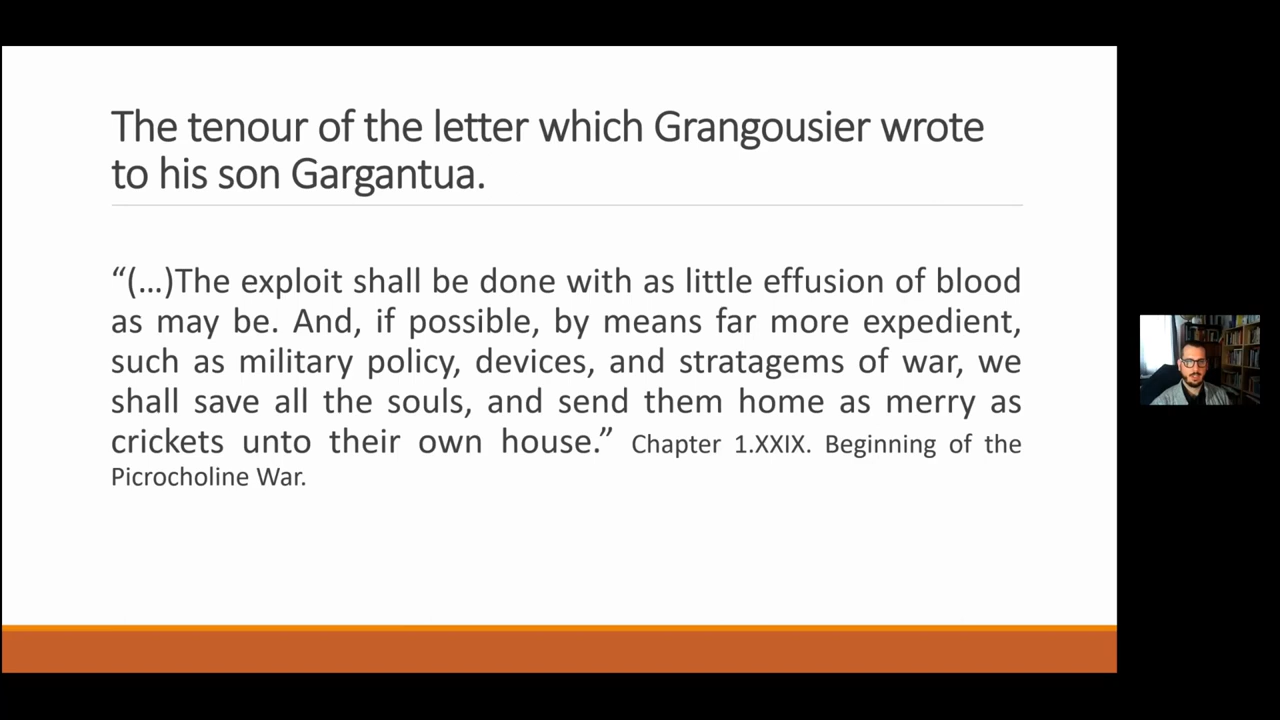 The tenour of the letter which Grangousier wrote
to his son Gargantua.
“(…)The exploit shall be done with as little effusion of blood
as may be. And, if possible, by means far more expedient,
such as military policy, devices, and stratagems of war, we
shall save all the souls, and send them home as merry as
crickets unto their own house.” Chapter 1.XXIX. Beginning of the
Picrocholine War.